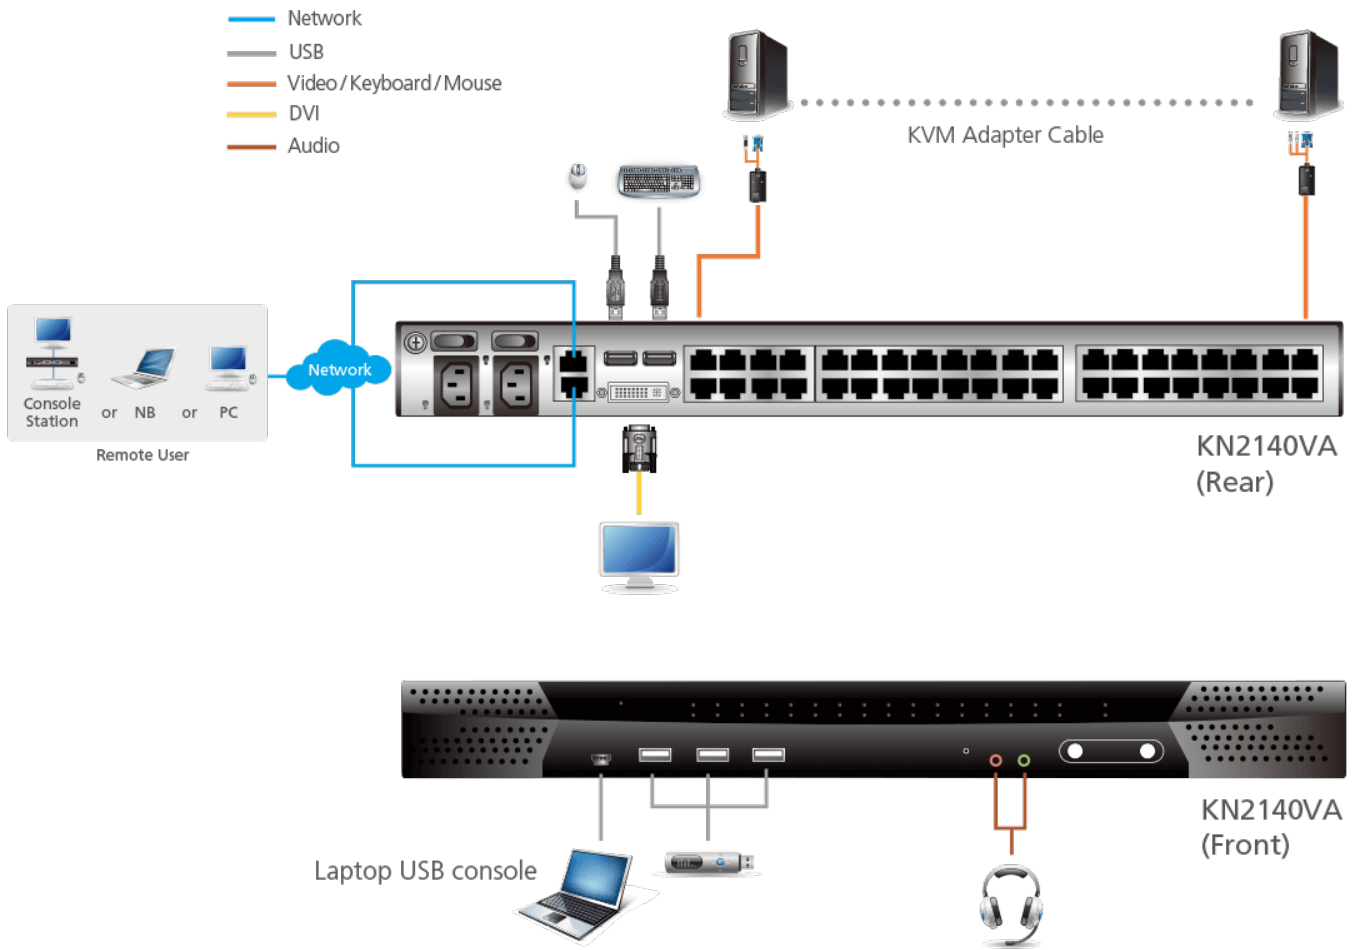 Network
USB
Video/Keyboard/Mouse
DVI
Audio
KVM Adapter Cable
Network
Console
Station
or
NB
or
PC
Remote User
KN2140VA
(Rear)
KN2140VA
(Front)
Laptop USB console